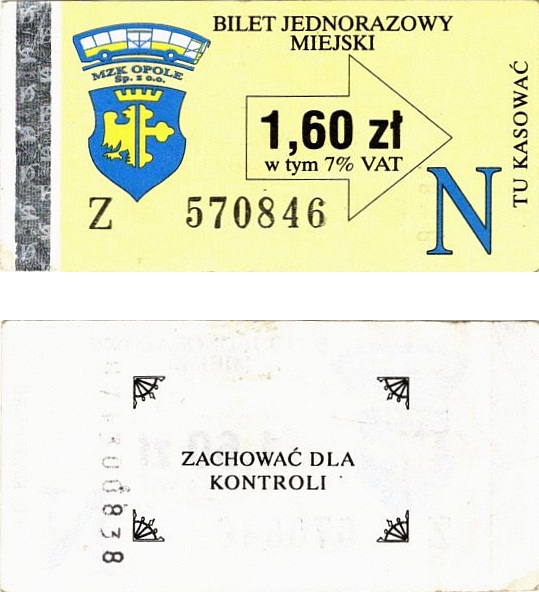 BILET JEDNORAZOWY
MIEJSKI
MZK OPOLE
Sp. z o.o.
1,60 zł
w tym 7% VAT
TU KASOWAĆ
Z 570846
N
ZACHOWAĆ DLA
KONTROLI